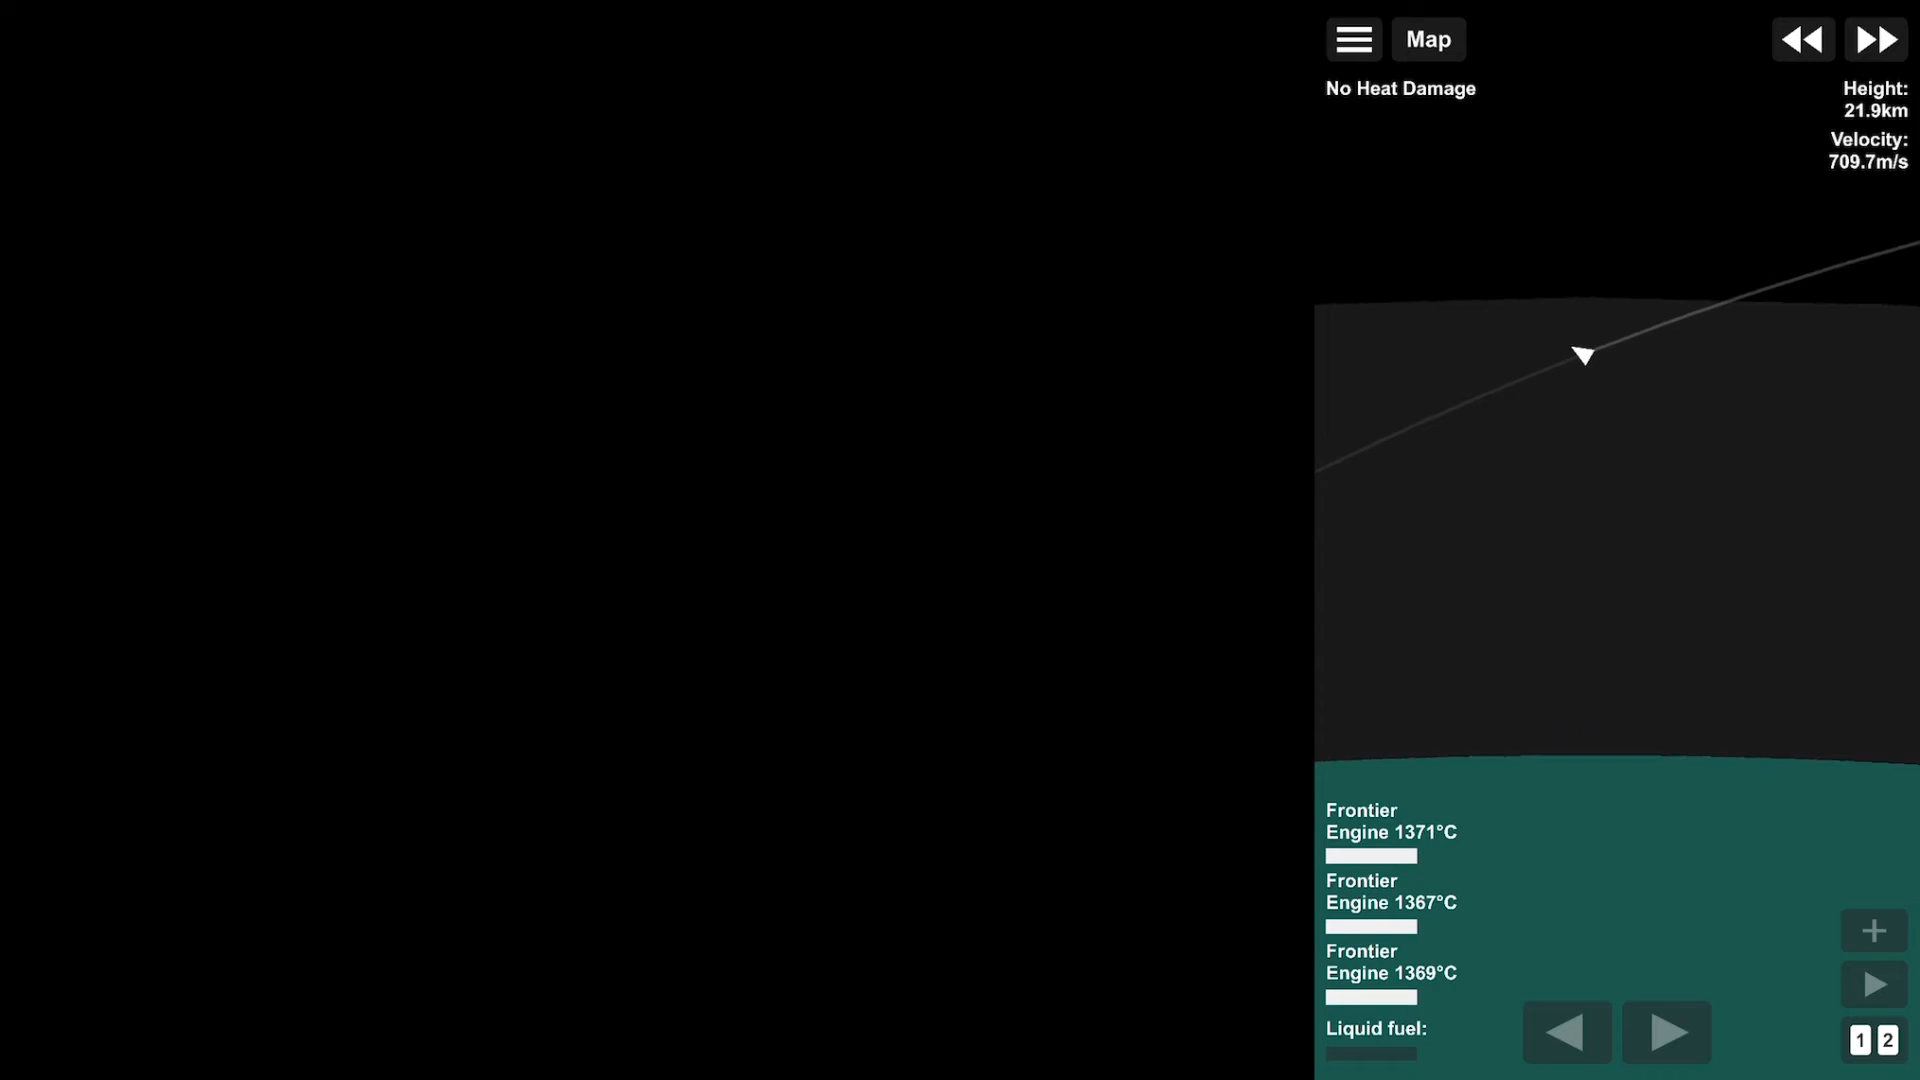 Map
No Heat Damage
Height:
21.9km
Velocity:
709.7m/s
Frontier
Engine 1371°C
Frontier
Engine 1367°C
Frontier
Engine 1369°C
Liquid fuel:
1 2